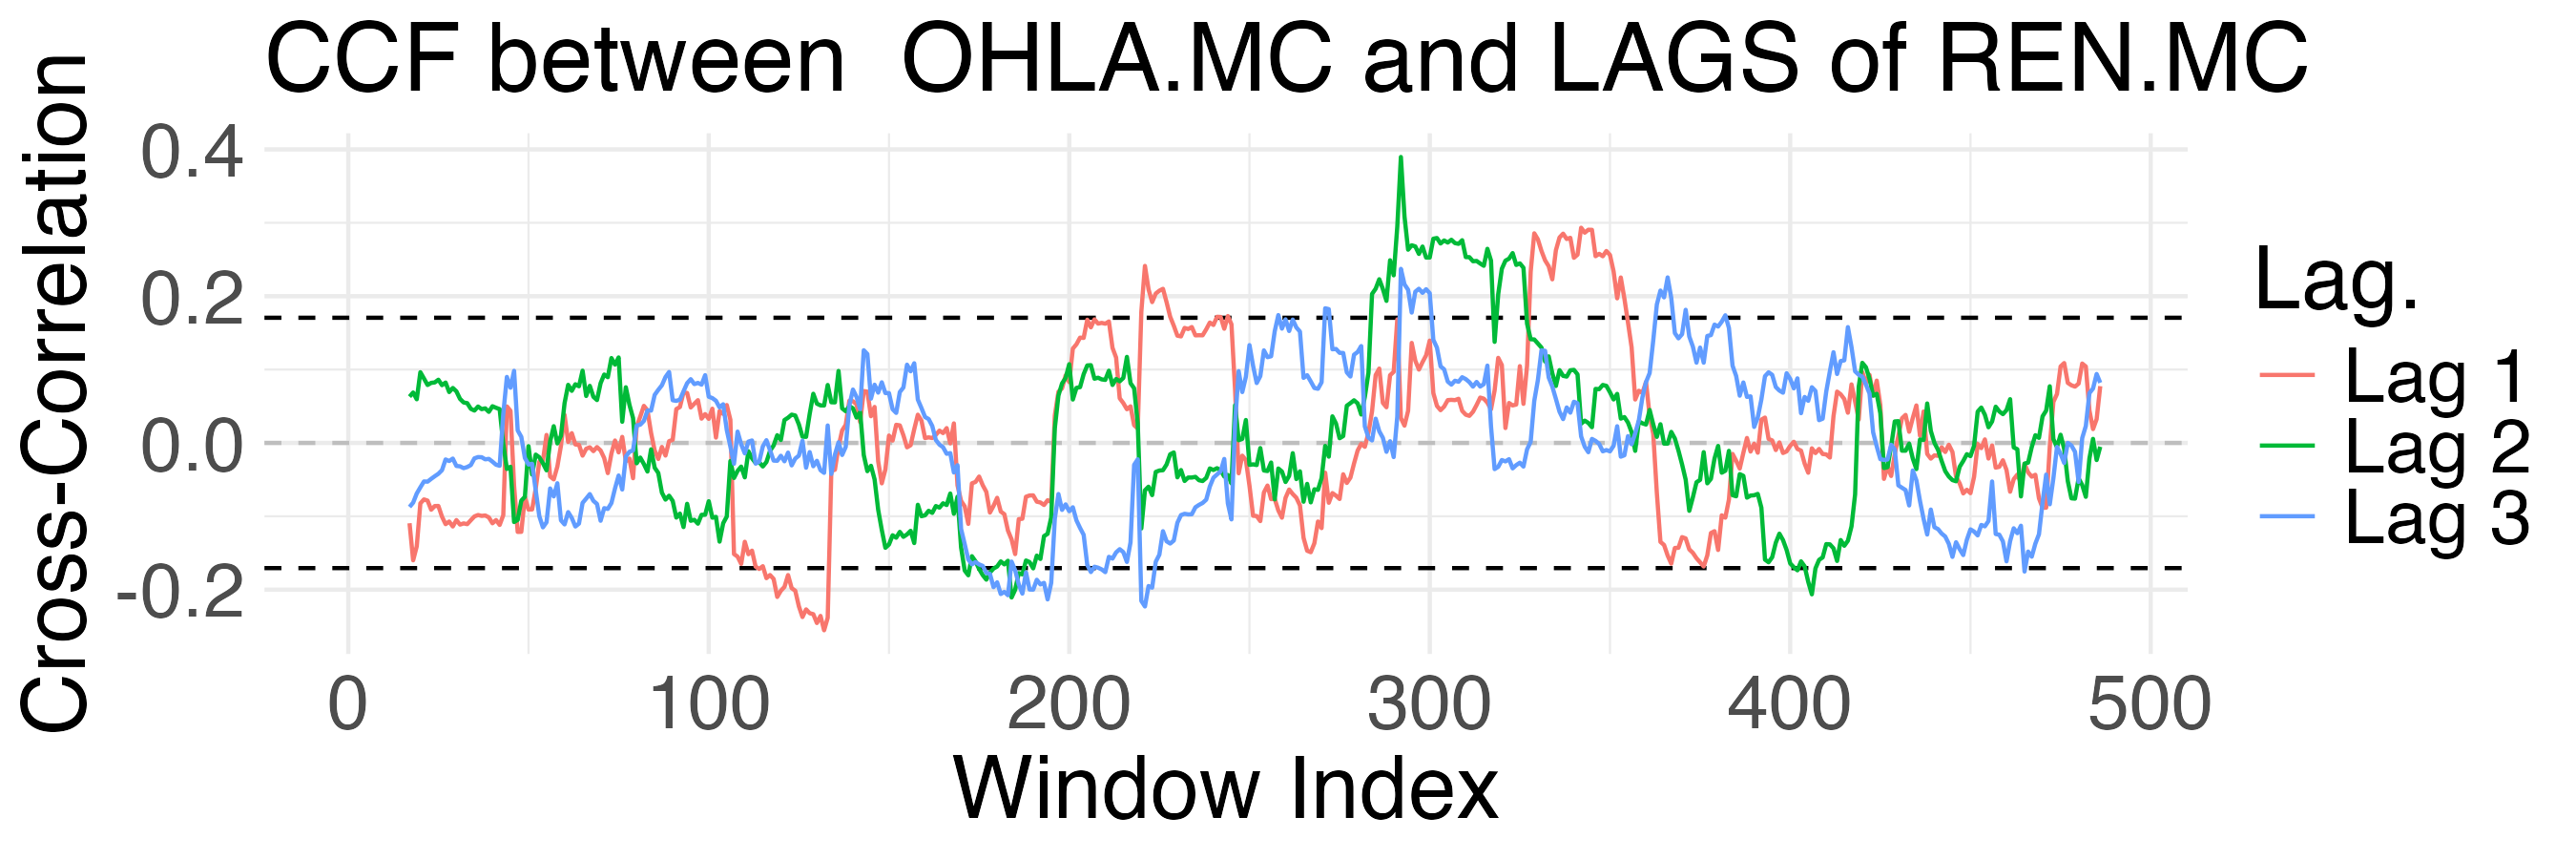 CCF between  OHLA.MC and LAGS of REN.MC
Cross-Correlation
0.4
0.2
0.0
-0.2
0 100 200 300 400 500
Window Index
Lag.
Lag 1
Lag 2
Lag 3